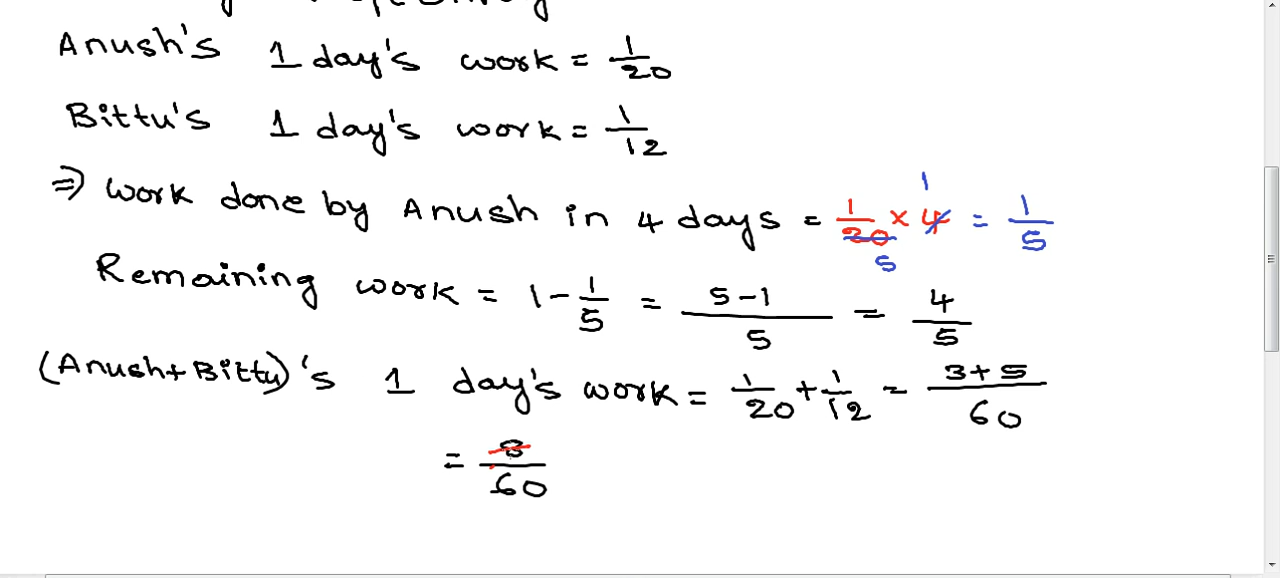 Anush's 1 day's work = 1/20
Bittu's 1 day's work = 1/12
⇒ Work done by Anush in 4 days = 1/20 × 4 = 1/5
1
5
Remaining work = 1 - 1/5 = 5-1/5 = 4/5
(Anush+Bittu)'s 1 day's work = 1/20 + 1/12 = 3+5/60
= 8/60